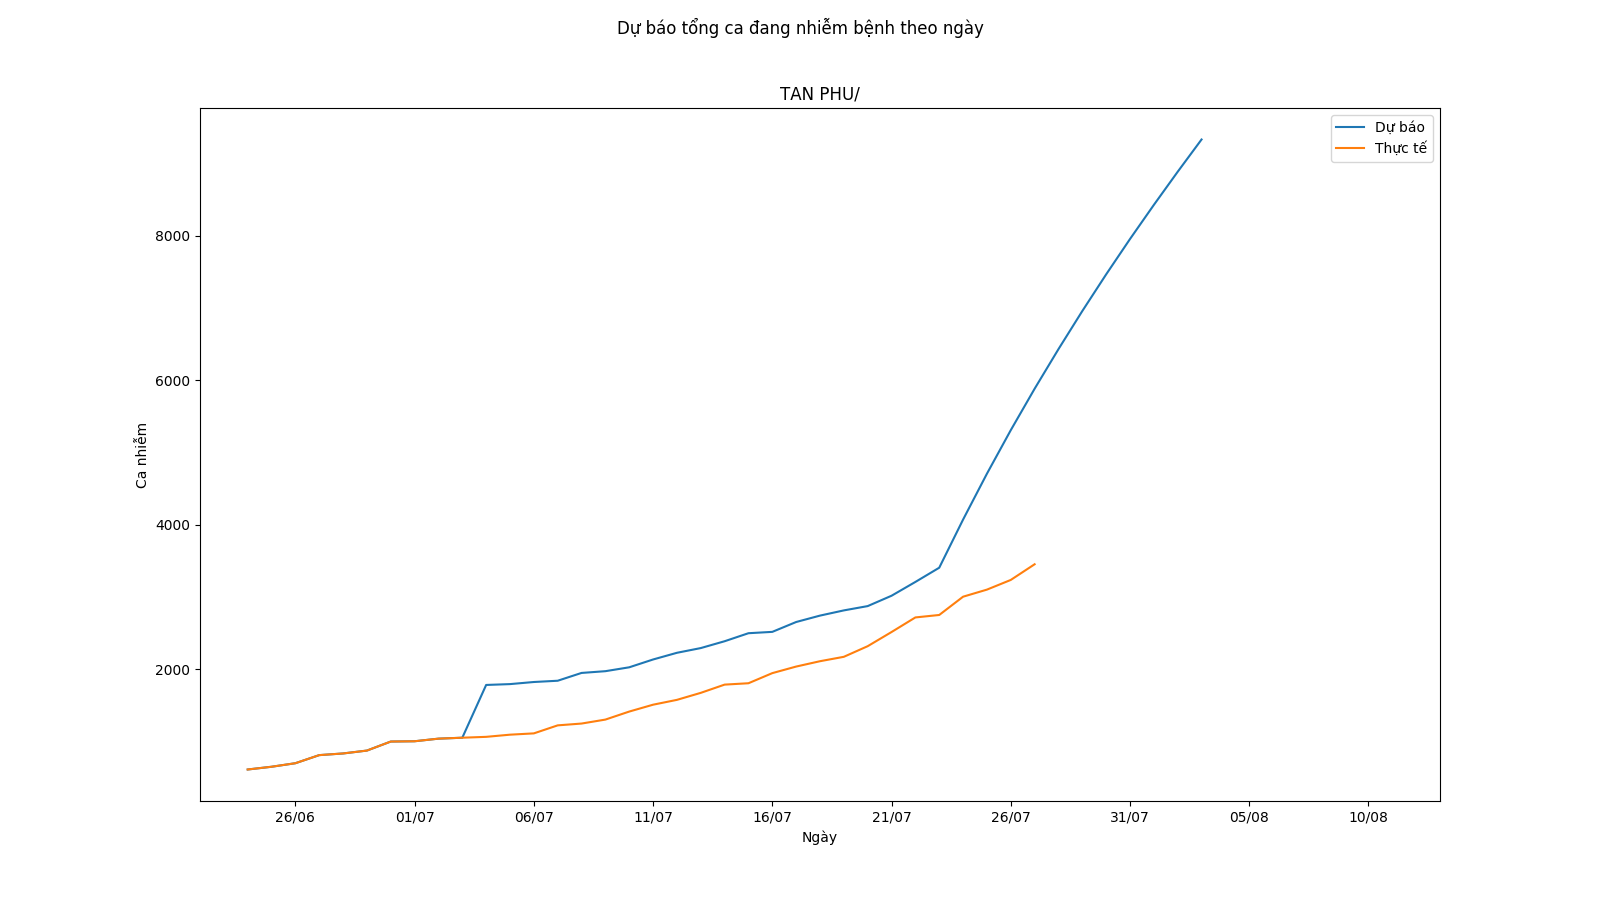 Dự báo tổng ca đang nhiễm bệnh theo ngày
TAN PHU/
Dự báo
Thực tế
8000
6000
4000
2000
Ca nhiễm
26/06 01/07 06/07 11/07 16/07 21/07 26/07 31/07 05/08 10/08
Ngày